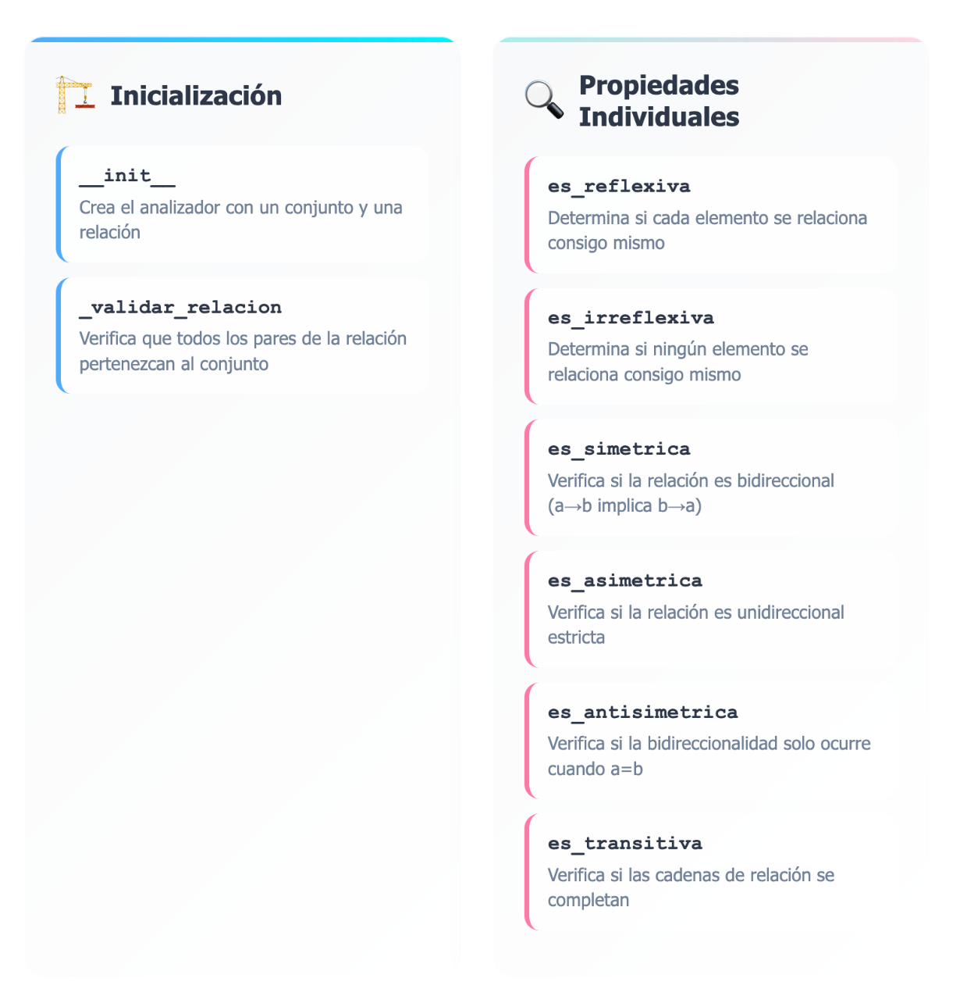 Inicialización
__init__
Crea el analizador con un conjunto y una
relación
_validar_relacion
Verifica que todos los pares de la relación
pertenezcan al conjunto
Propiedades
Individuales
es_reflexiva
Determina si cada elemento se relaciona
consigo mismo
es_irreflexiva
Determina si ningún elemento se
relaciona consigo mismo
es_simetrica
Verifica si la relación es bidireccional
(a→b implica b→a)
es_asimetrica
Verifica si la relación es unidireccional
estricta
es_antisimetrica
Verifica si la bidireccionalidad solo ocurre
cuando a=b
es_transitiva
Verifica si las cadenas de relación se
completan